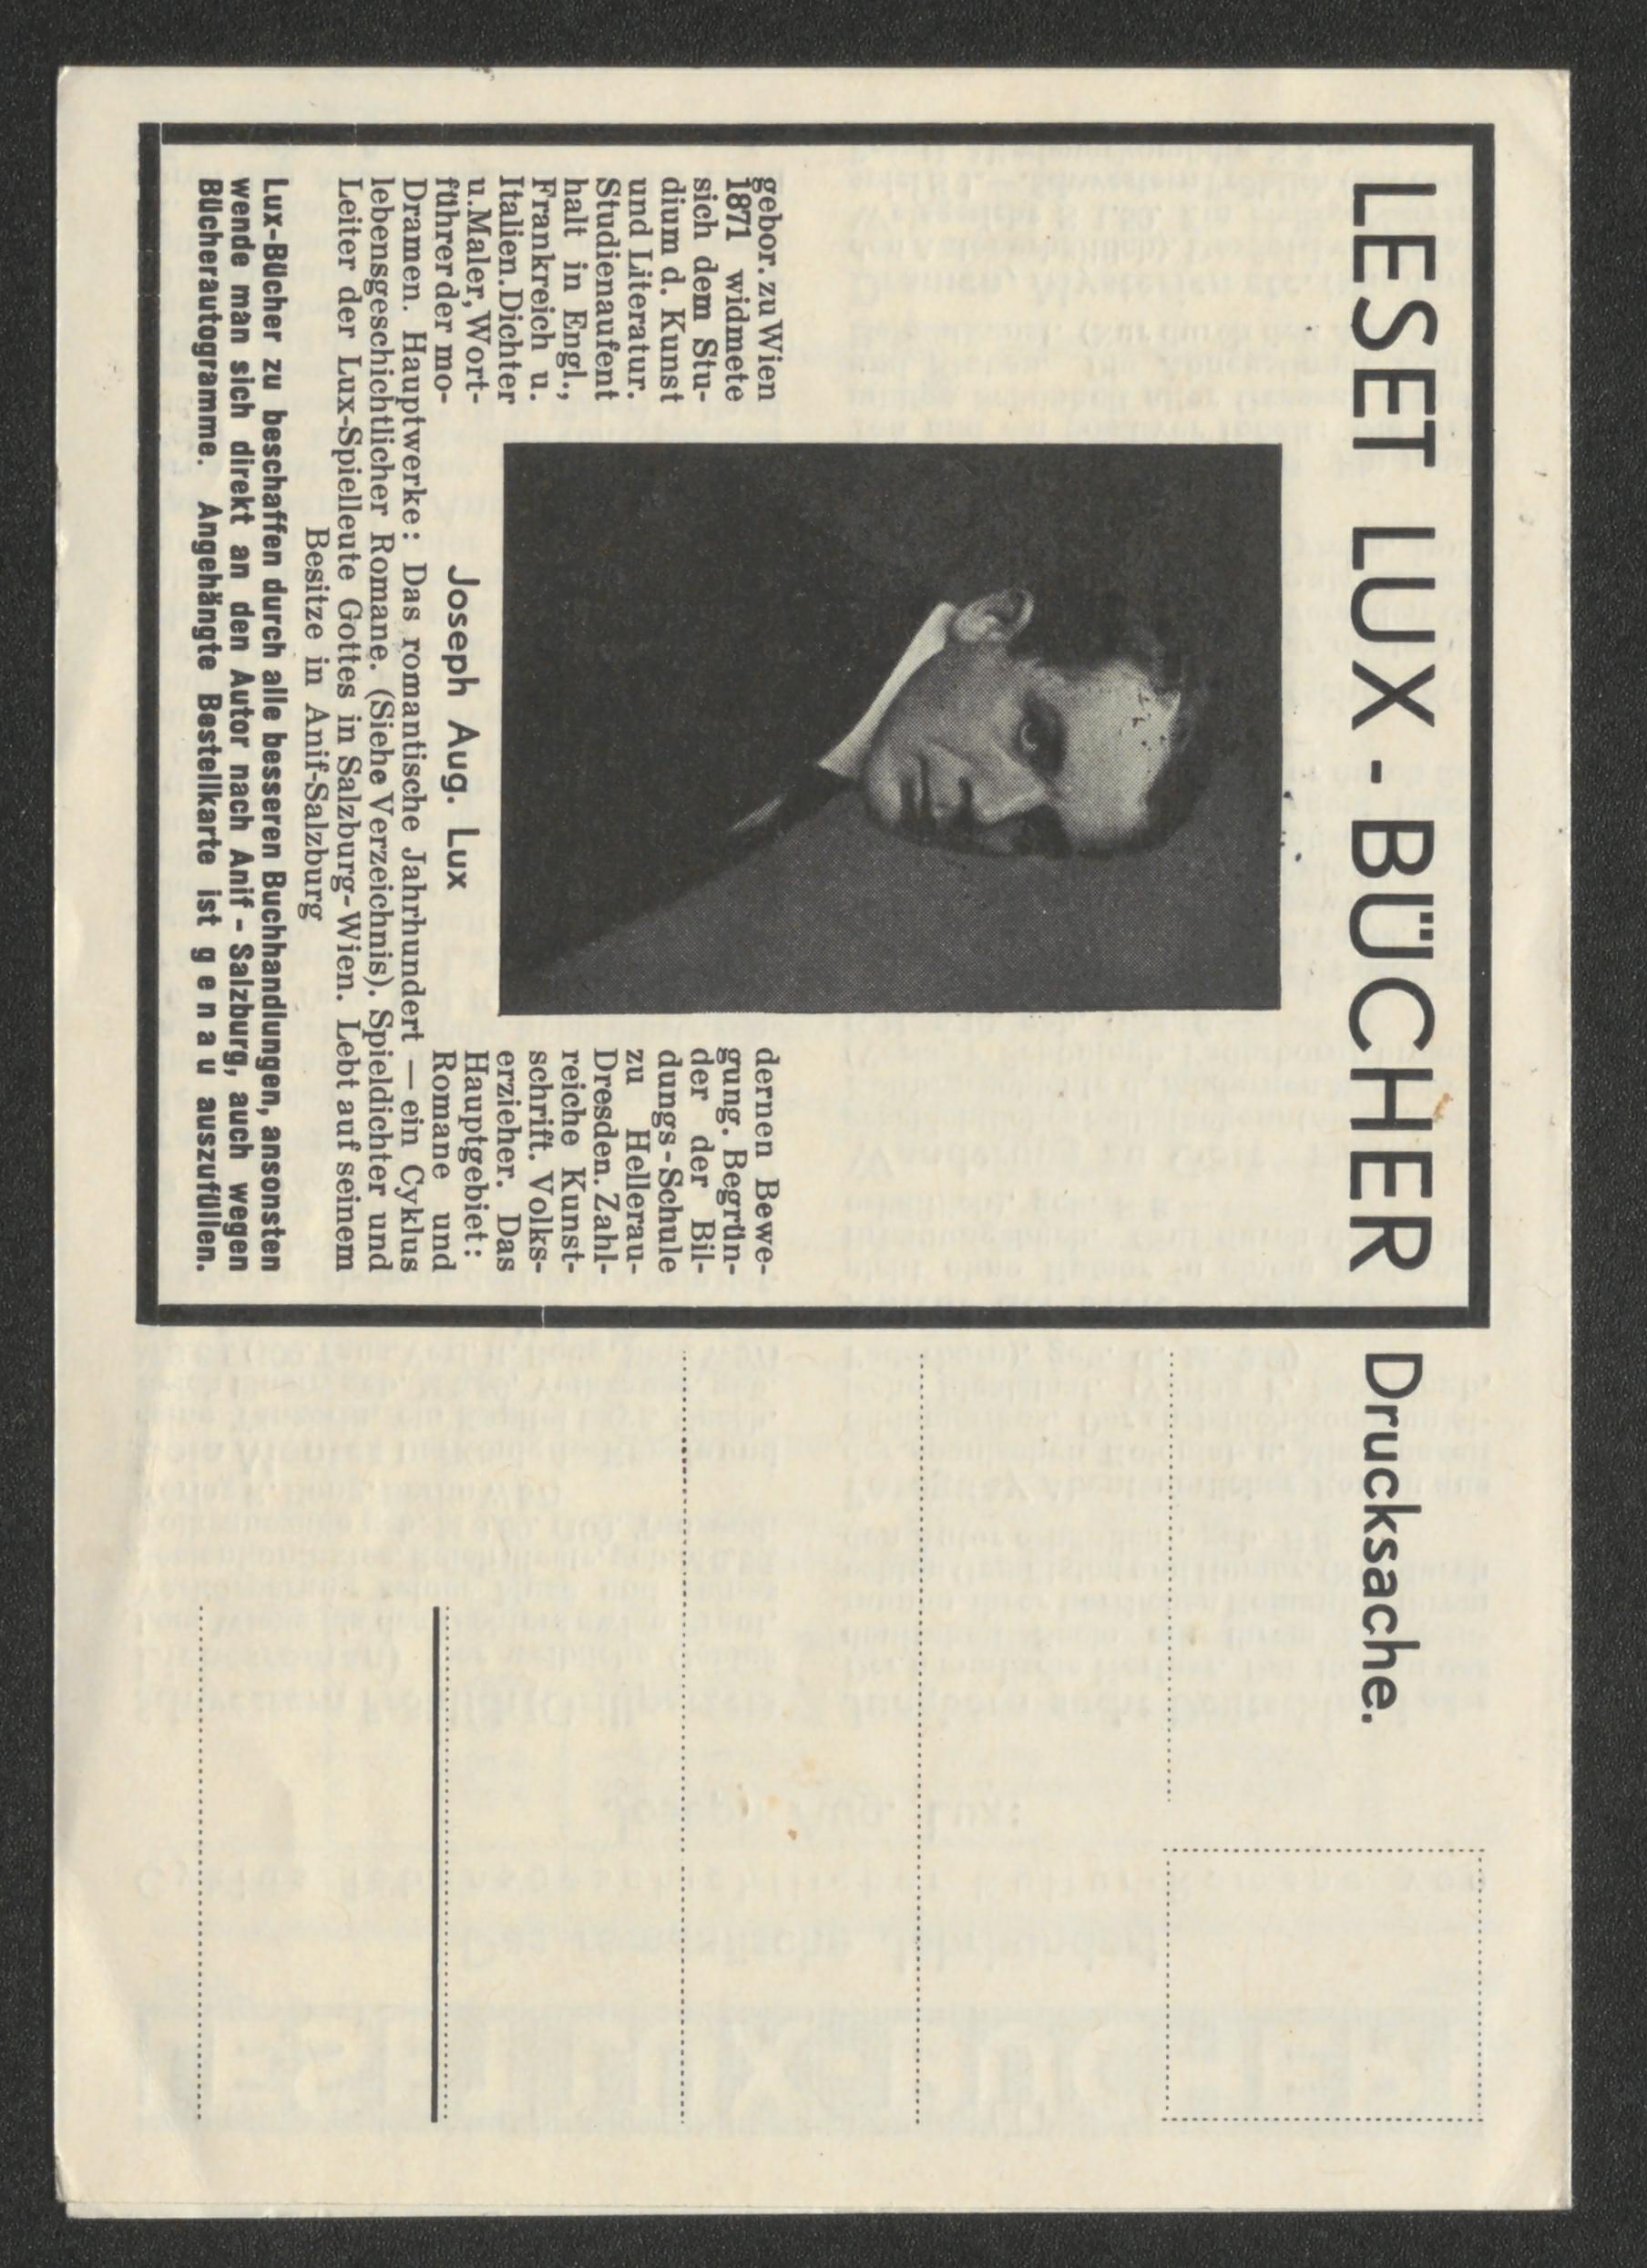 LESET LUX-BÜCHER
gebor. zu Wien
1871 widmete
sich dem Stu-
dium d. Kunst
und Literatur.
Studienaufent
halt in Engl.,
Frankreich u.
Italien. Dichter
u. Maler, Wort-
führer der mo-
dernen Bewe-
gung. Begrün-
der der Bil-
dungs-Schule
zu Hellerau-
Dresden. Zahl-
reiche Kunst-
schrift. Volks-
erzieher. Das
Hauptgebiet:
Romane und
Joseph Aug. Lux
Dramen. Hauptwerke: Das romantische Jahrhundert — ein Cyklus
lebensgeschichtlicher Romane. (Siehe Verzeichnis). Spieldichter und
Leiter der Lux-Spielleute Gottes in Salzburg-Wien. Lebt auf seinem
Besitze in Anif-Salzburg
Lux-Bücher zu beschaffen durch alle besseren Buchhandlungen, ansonsten
wende man sich direkt an den Autor nach Anif - Salzburg, auch wegen
Bücherautogramme. Angehängte Bestellkarte ist genau auszufüllen.
Drucksache.